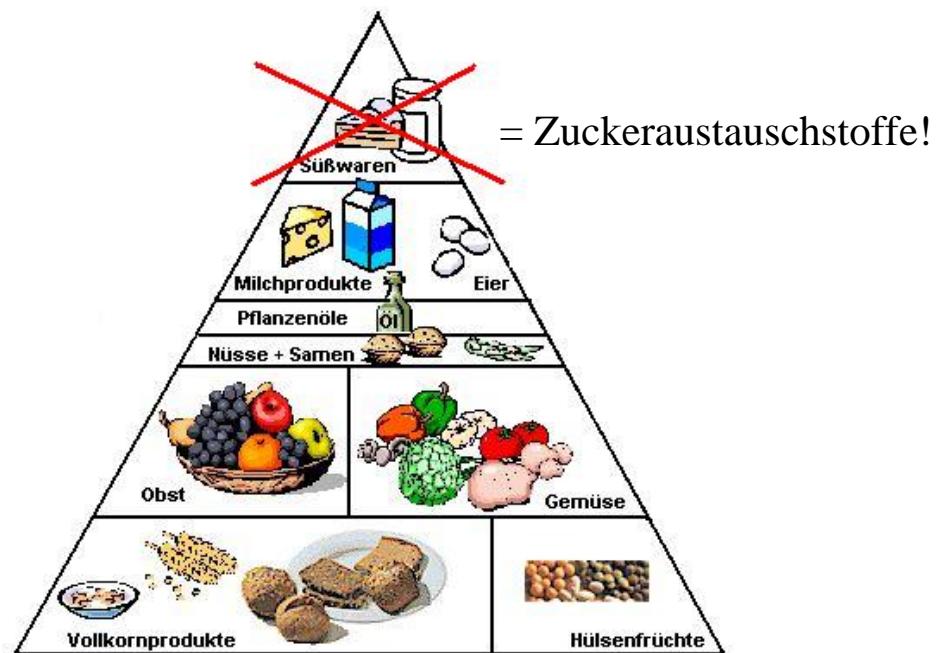 = Zuckeraustauschstoffe!
Süßwaren
Milchprodukte
Eier
Pflanzenöle
Öl
Nüsse + Samen
Obst
Gemüse
Vollkornprodukte
Hülsenfrüchte